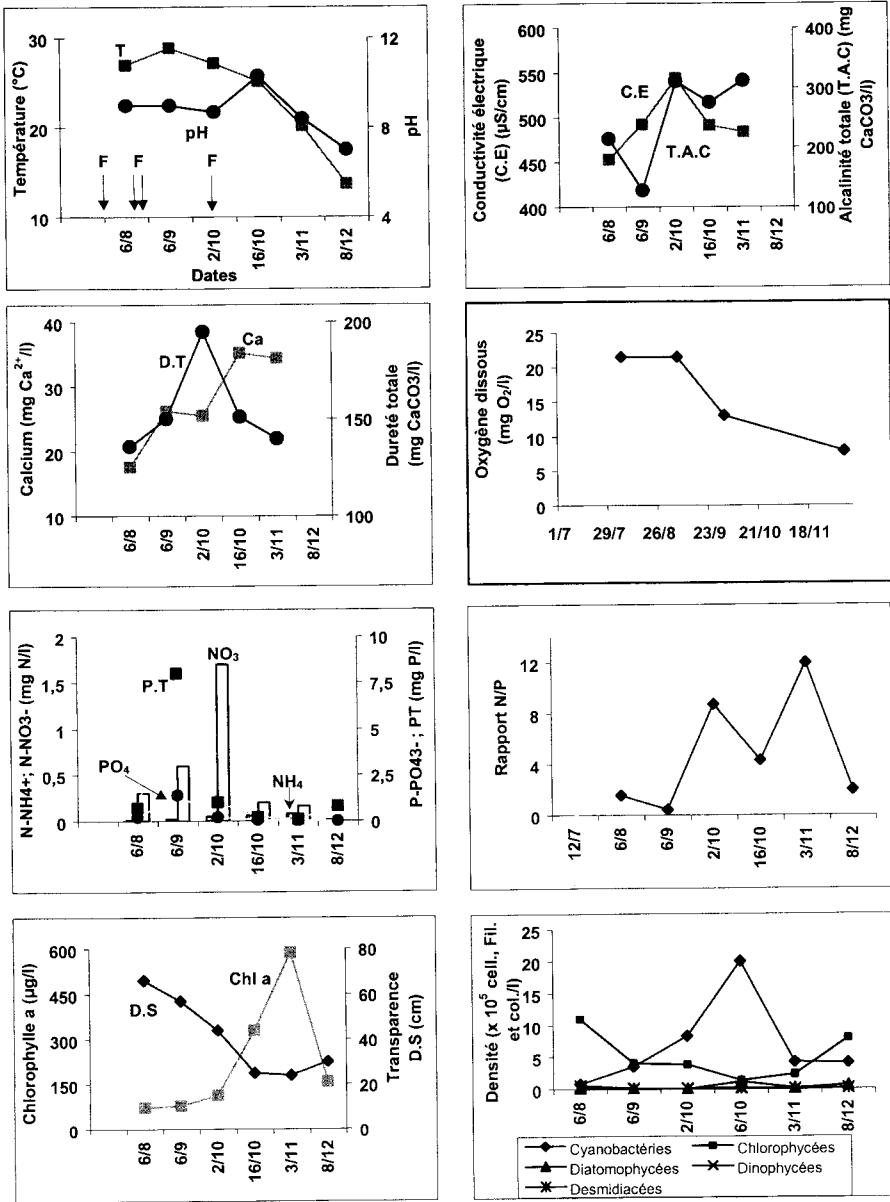 30
20
10
Température (°C)
T
pH
F
F
F
12
8
4
pH
6/8
6/9
2/10
16/10
3/11
8/12
Dates
600
550
500
450
400
Conductivité électrique
(C.E) (µS/cm)
C.E
T.A.C
400
300
200
100
Alcalinité totale (T.A.C) (mg
CaCO3/l)
6/8
6/9
2/10
16/10
3/11
8/12
40
30
20
10
Calcium (mg Ca²⁺/l)
D.T
Ca
200
150
100
Dureté totale
(mg CaCO3/l)
6/8
6/9
2/10
16/10
3/11
8/12
25
20
15
10
5
0
Oxygène dissous
(mg O₂/l)
1/7
29/7
26/8
23/9
21/10
18/11
2
1,5
1
0,5
0
N-NH4+; N-NO3- (mg N/l)
P.T
NO₃
PO₄
NH₄
10
7,5
5
2,5
0
P-PO43- ; PT (mg P/l)
6/8
6/9
2/10
16/10
3/11
8/12
12
8
4
0
Rapport N/P
12/7
6/8
6/9
2/10
16/10
3/11
8/12
600
450
300
150
0
Chlorophylle a (µg/l)
D.S
Chl a
80
60
40
20
0
Transparence
D.S (cm)
6/8
6/9
2/10
16/10
3/11
8/12
25
20
15
10
5
0
Densité (x 10⁵ cell., Fil.
et col./l)
6/8
6/9
2/10
6/10
3/11
8/12
Cyanobactéries
Chlorophycées
Diatomophycées
Dinophycées
Desmidiacées